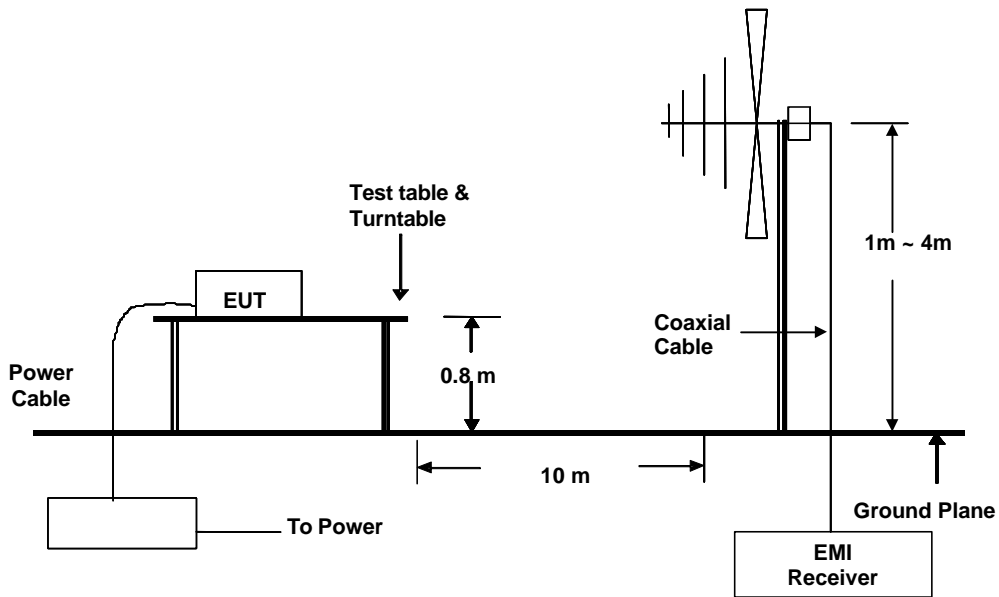 Test table &
Turntable
1m ~ 4m
EUT
Coaxial
Cable
0.8 m
Power
Cable
10 m
To Power
Ground Plane
EMI
Receiver